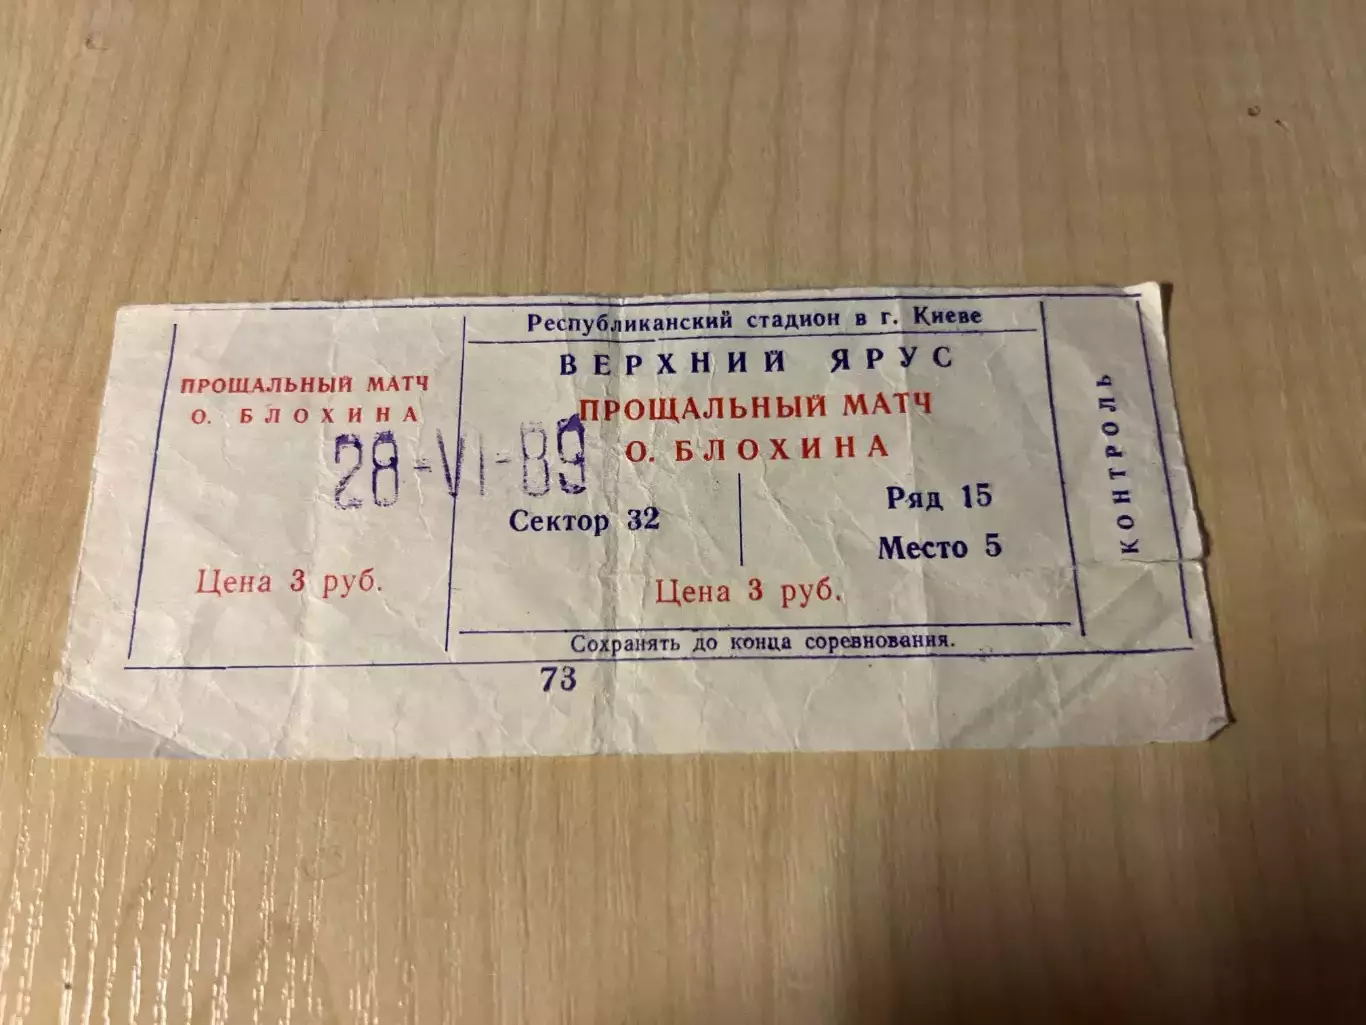 ПРОЩАЛЬНЫЙ МАТЧ
О. БЛОХИНА
28-VI-89
Цена 3 руб.
Республиканский стадион в г. Киеве
ВЕРХНИЙ ЯРУС
ПРОЩАЛЬНЫЙ МАТЧ
О. БЛОХИНА
Сектор 32
Ряд 15
Место 5
Цена 3 руб.
Сохранять до конца соревнования.
73
КОНТРОЛЬ